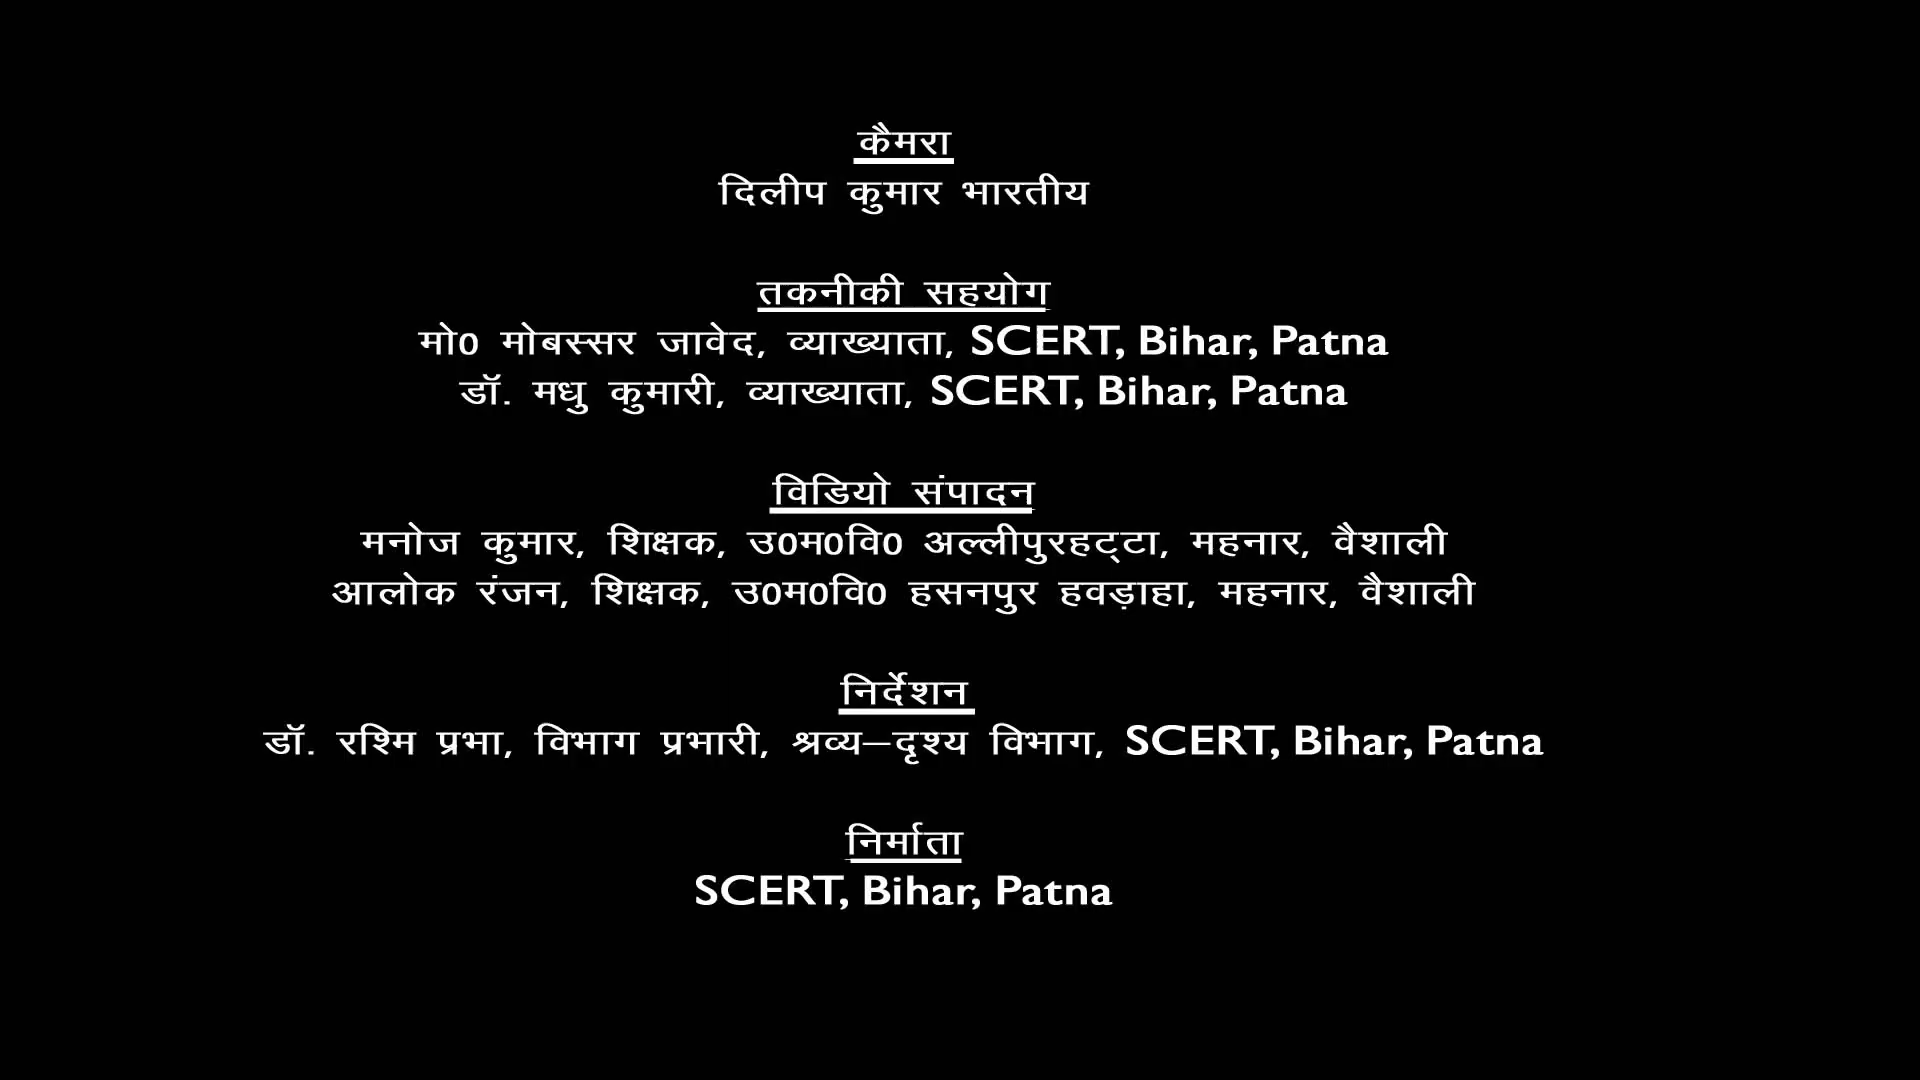 कैमरा
दिलीप कुमार भारतीय
तकनीकी सहयोग
मो0 मोबस्सर जावेद, व्याख्याता, SCERT, Bihar, Patna
डॉ. मधु कुमारी, व्याख्याता, SCERT, Bihar, Patna
विडियो संपादन
मनोज कुमार, शिक्षक, उ0म0वि0 अल्लीपुरहट्टा, महनार, वैशाली
आलोक रंजन, शिक्षक, उ0म0वि0 हसनपुर हवड़ाहा, महनार, वैशाली
निर्देशन
डॉ. रश्मि प्रभा, विभाग प्रभारी, श्रव्य–दृश्य विभाग, SCERT, Bihar, Patna
निर्माता
SCERT, Bihar, Patna